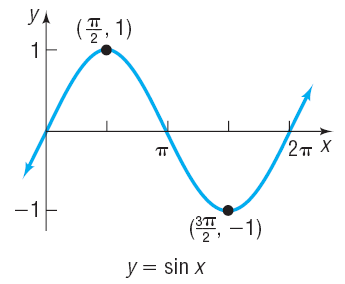 y
(π/2, 1)
1
π
2π x
−1
(3π/2, −1)
y = sin x